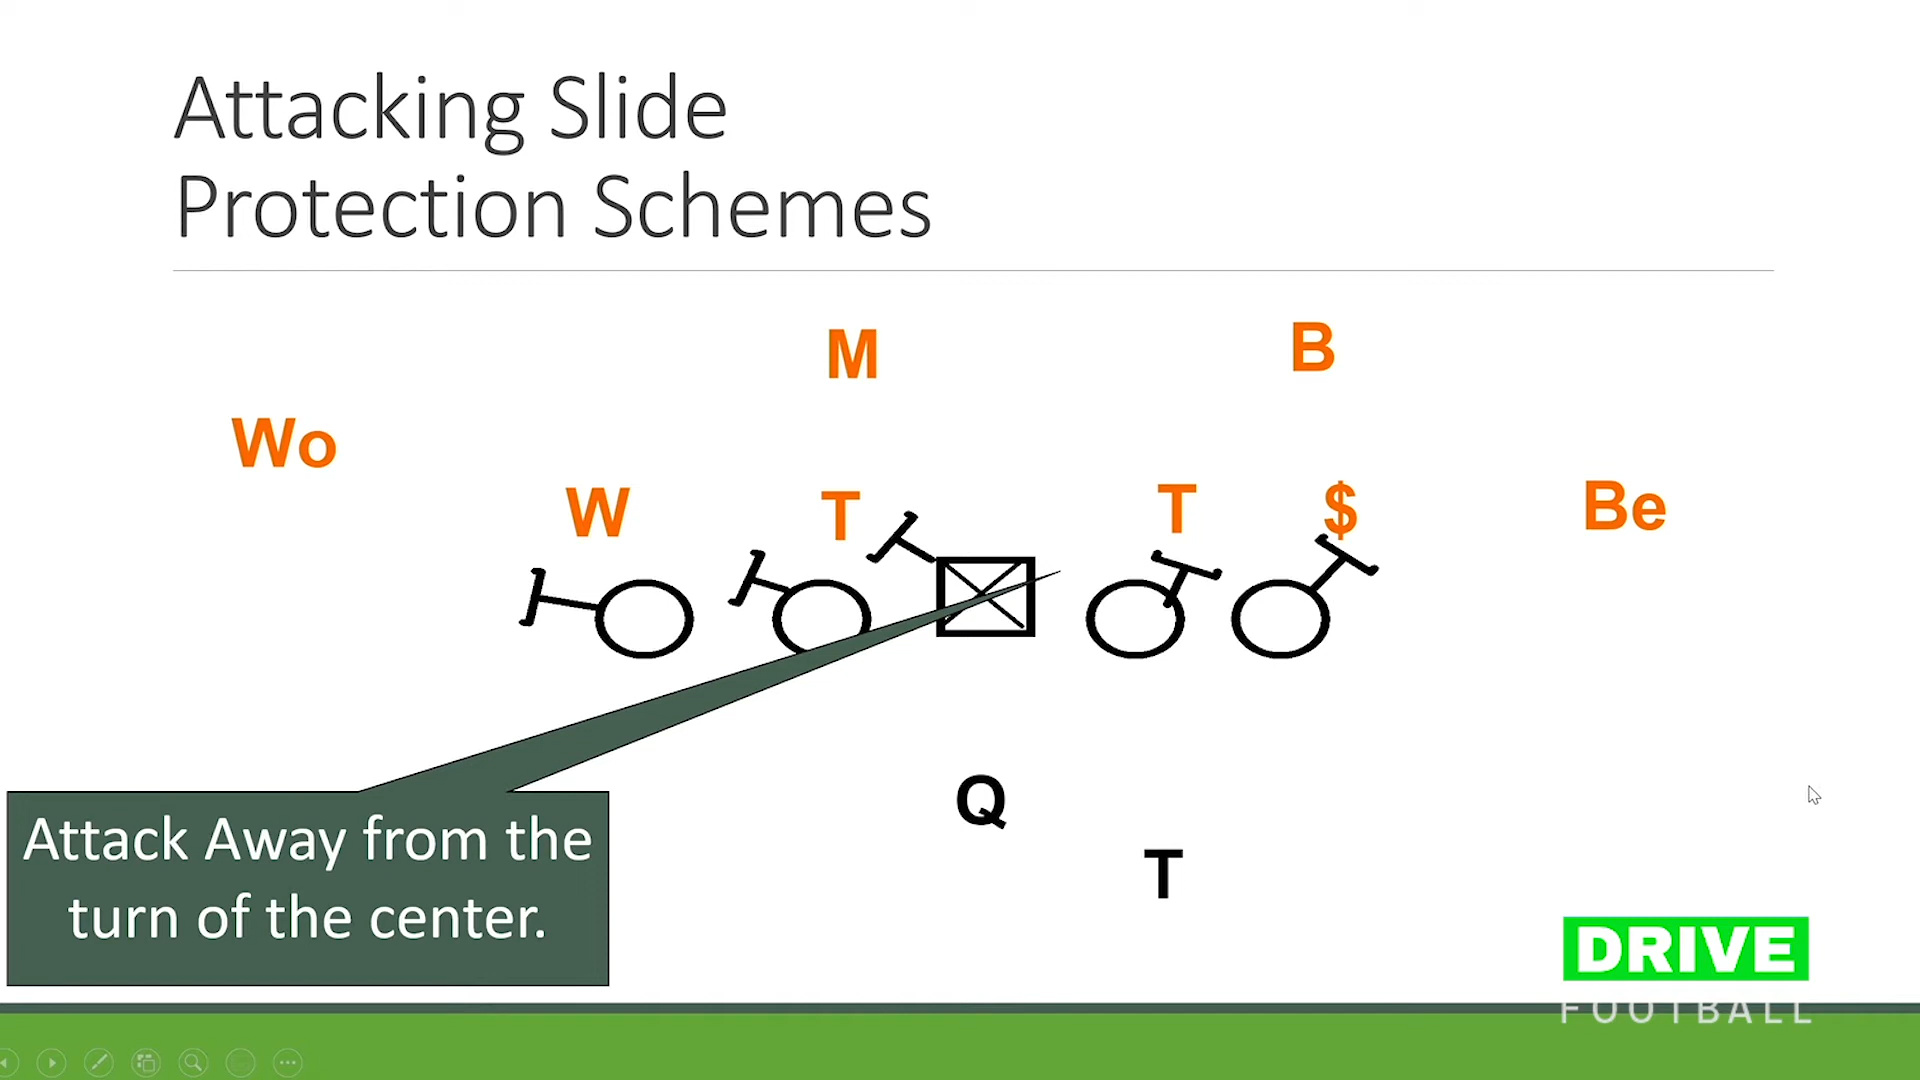 Attacking Slide
Protection Schemes
M
B
Wo
W
T
T
$
Be
Q
T
Attack Away from the
turn of the center.
DRIVE
FOOTBALL